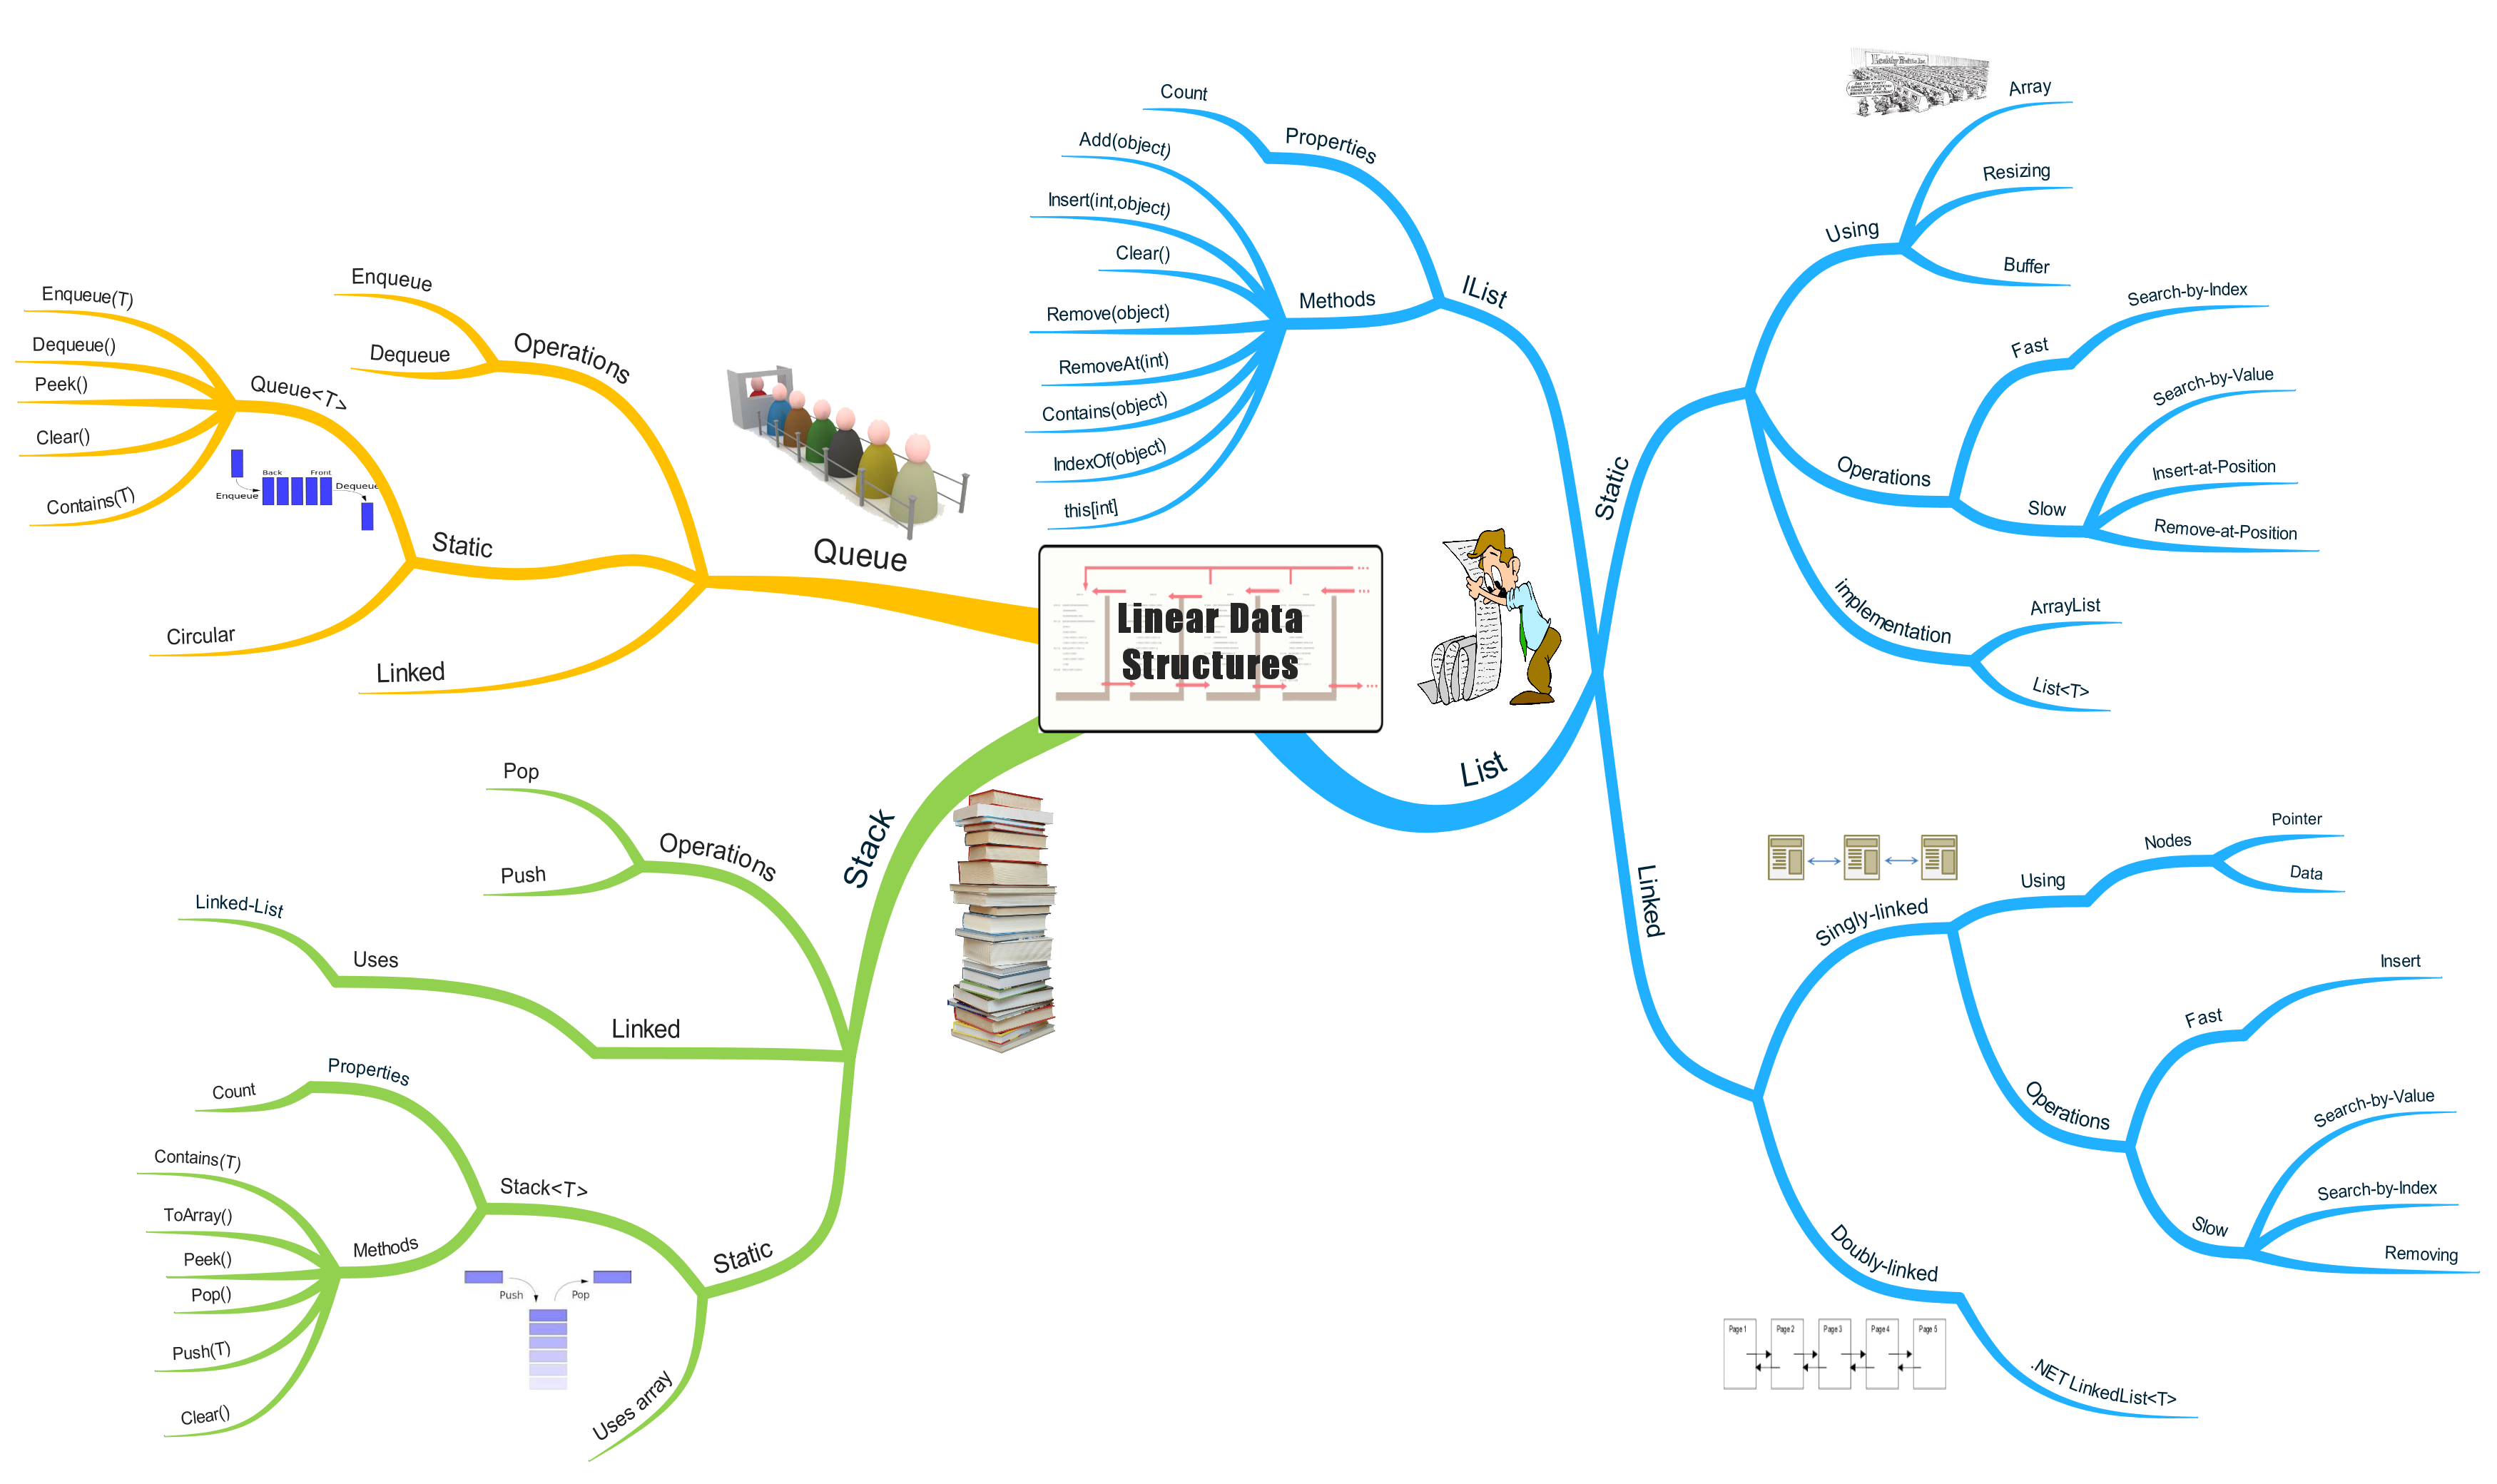 Linear Data
Structures
Queue
Operations
Enqueue
Dequeue
Static
Queue<T>
Enqueue(T)
Dequeue()
Peek()
Clear()
Contains(T)
Back
Front
Enqueue
Dequeue
Circular
Linked
Stack
Operations
Pop
Push
Linked
Uses
Linked-List
Static
Stack<T>
Properties
Count
Methods
Contains(T)
ToArray()
Peek()
Pop()
Push(T)
Clear()
Push
Pop
Uses array
List
IList
Properties
Count
Methods
Add(object)
Insert(int,object)
Clear()
Remove(object)
RemoveAt(int)
Contains(object)
IndexOf(object)
this[int]
Static
Using
Array
Resizing
Buffer
Operations
Fast
Search-by-Index
Slow
Search-by-Value
Insert-at-Position
Remove-at-Position
implementation
ArrayList
List<T>
Linked
Singly-linked
Using
Nodes
Pointer
Data
Operations
Fast
Insert
Slow
Search-by-Value
Search-by-Index
Removing
Doubly-linked
.NET LinkedList<T>
Page 1
Page 2
Page 3
Page 4
Page 5